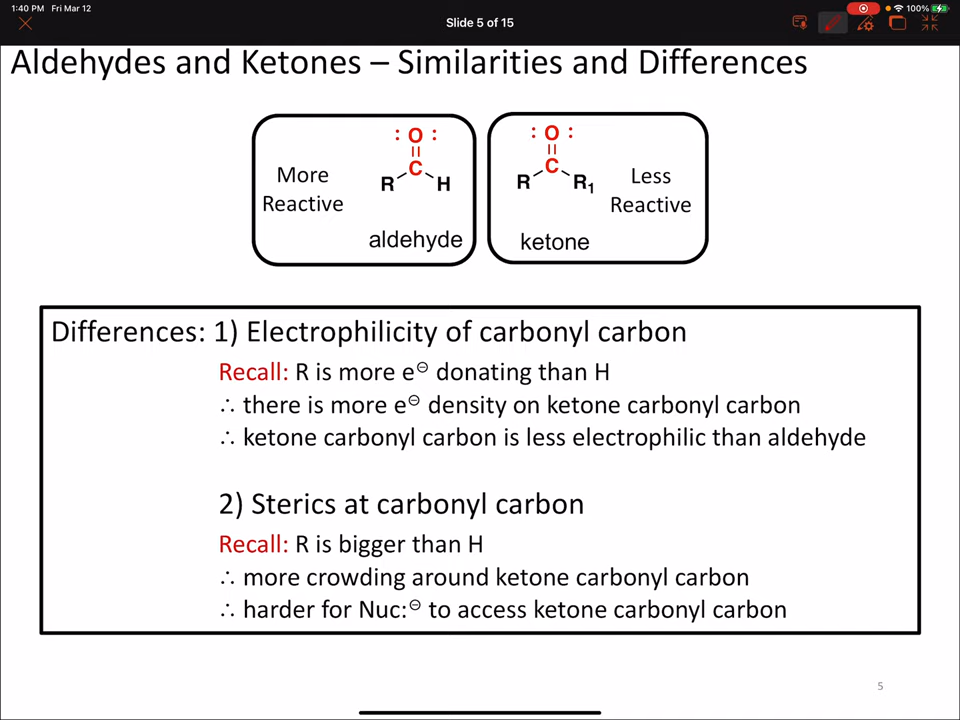 1:40 PM Fri Mar 12
100%
Slide 5 of 15
Aldehydes and Ketones – Similarities and Differences
More
Reactive
: O :
C
R H
aldehyde
: O :
C
R R₁
ketone
Less
Reactive
Differences: 1) Electrophilicity of carbonyl carbon
Recall: R is more e⊖ donating than H
∴ there is more e⊖ density on ketone carbonyl carbon
∴ ketone carbonyl carbon is less electrophilic than aldehyde
2) Sterics at carbonyl carbon
Recall: R is bigger than H
∴ more crowding around ketone carbonyl carbon
∴ harder for Nuc:⊖ to access ketone carbonyl carbon
5